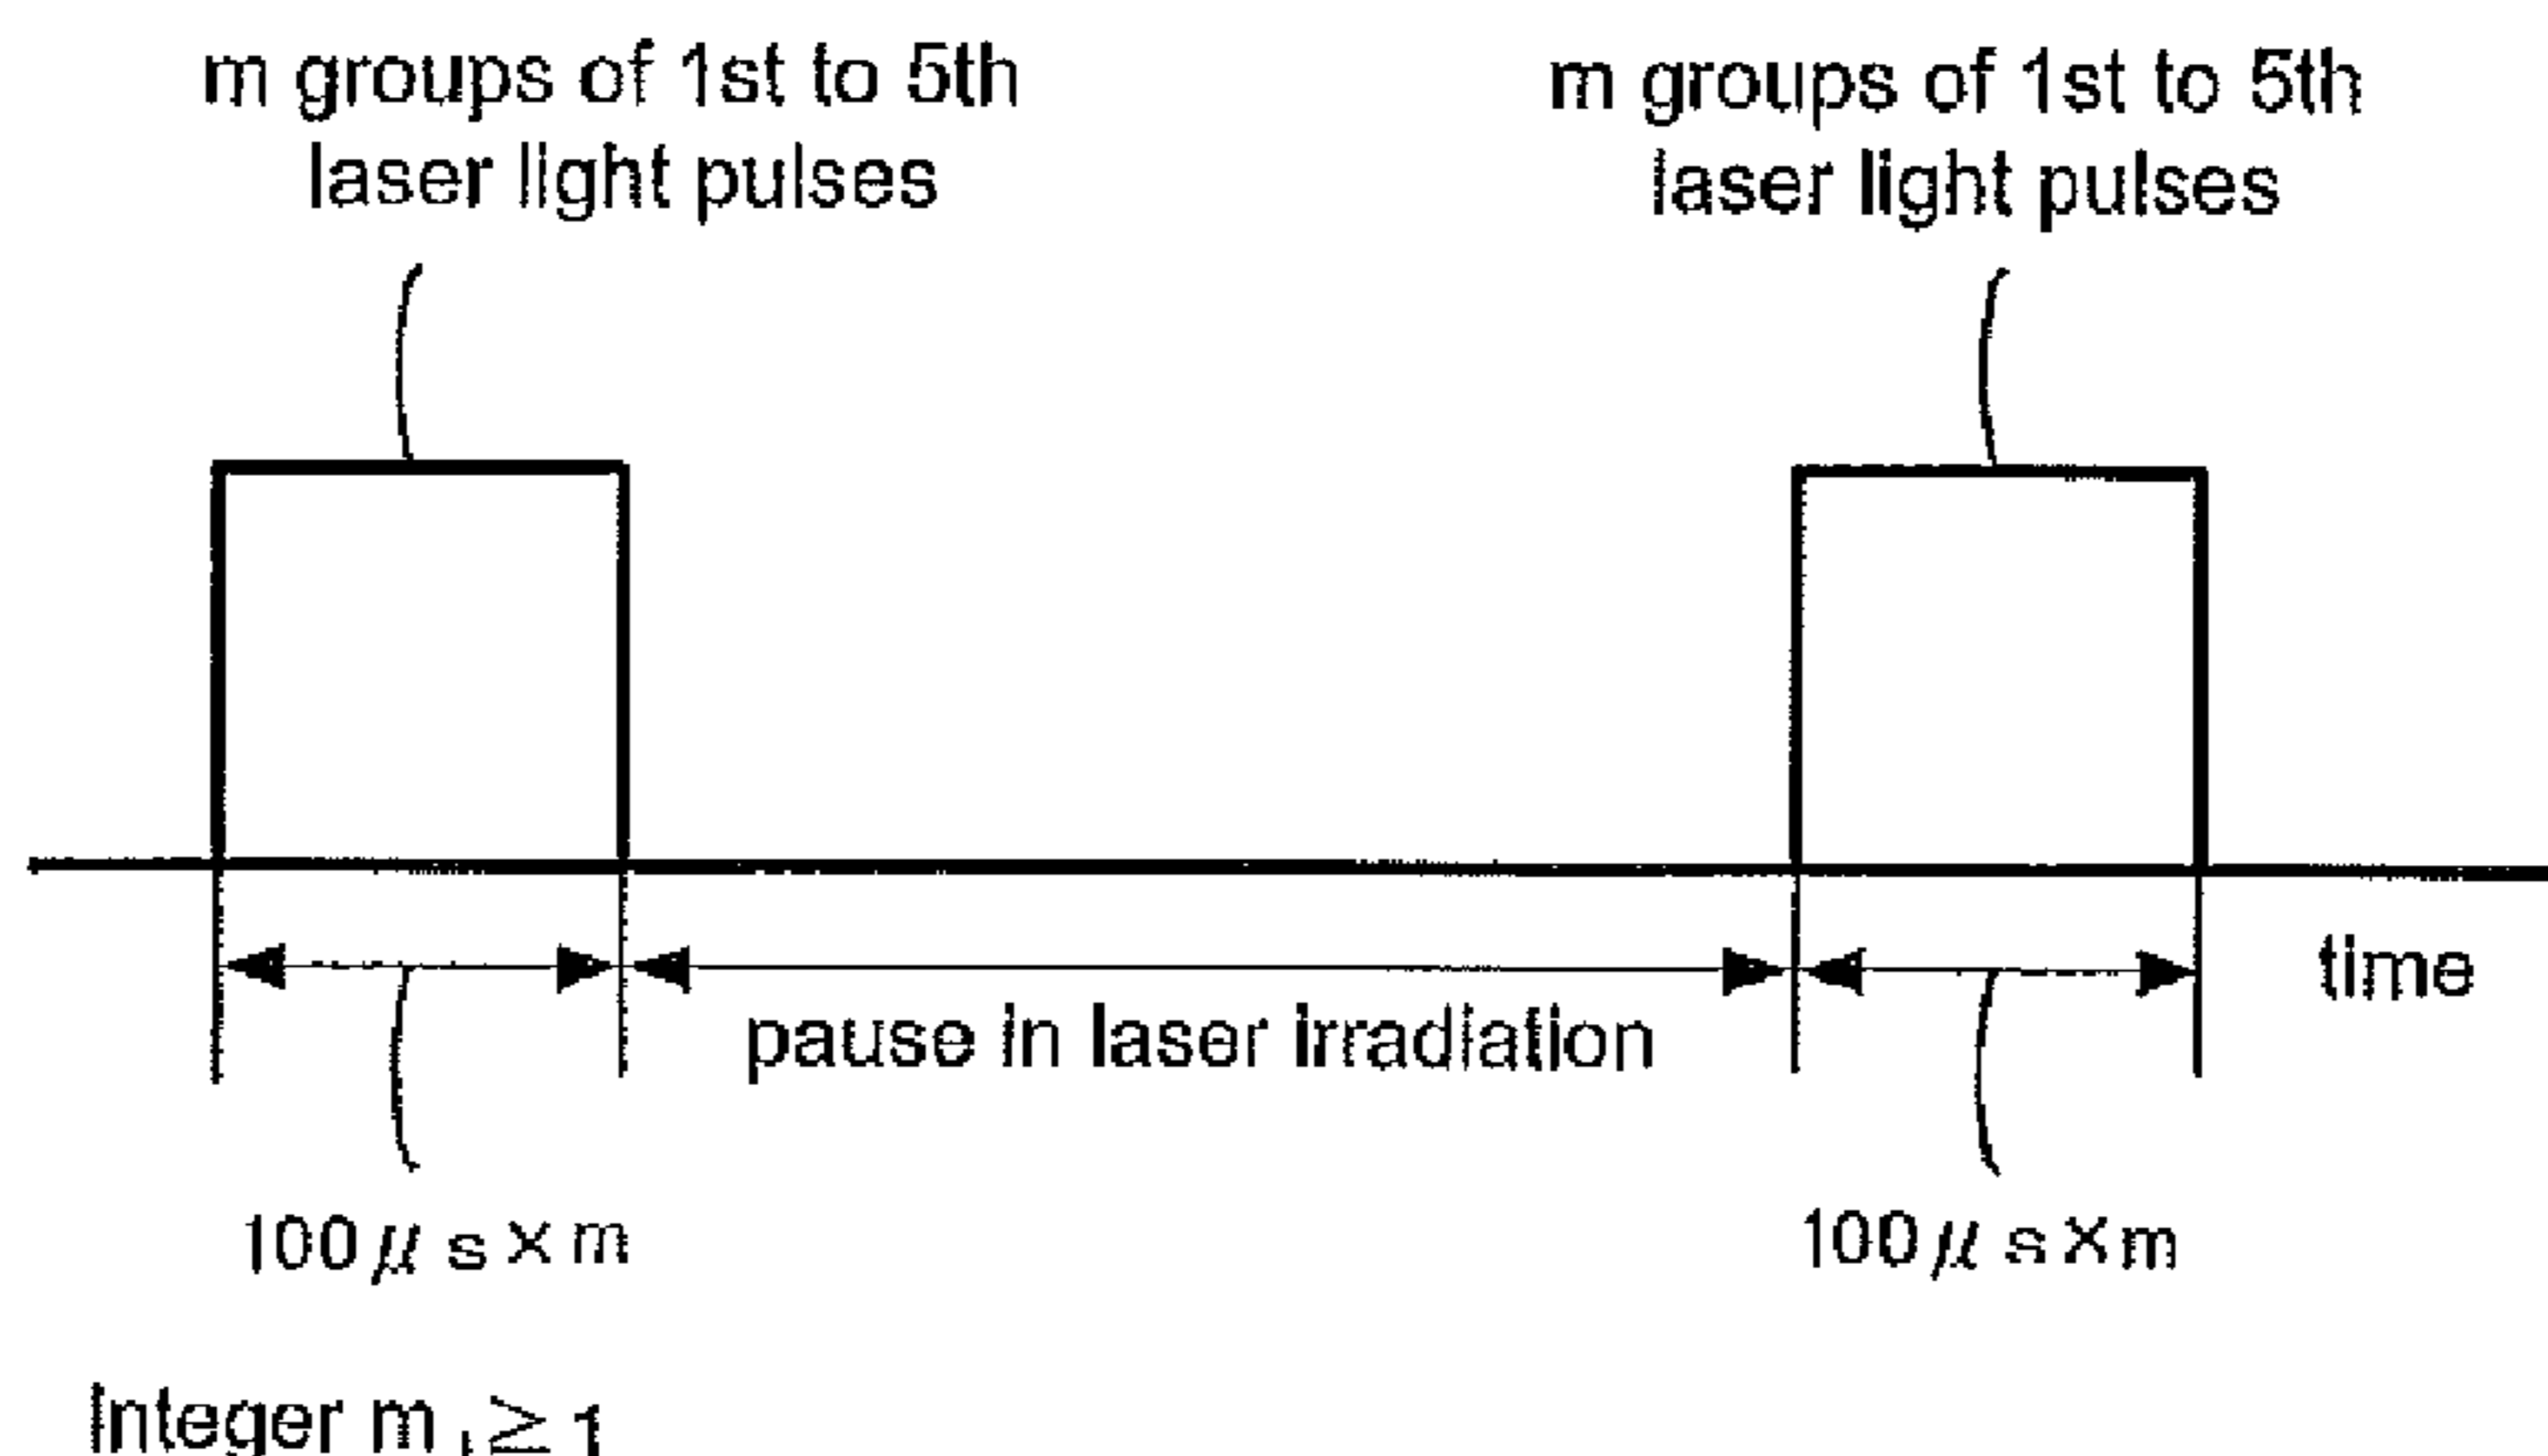 m groups of 1st to 5th
laser light pulses
m groups of 1st to 5th
laser light pulses
time
pause in laser irradiation
100μs×m
100μs×m
Integer m ≧ 1